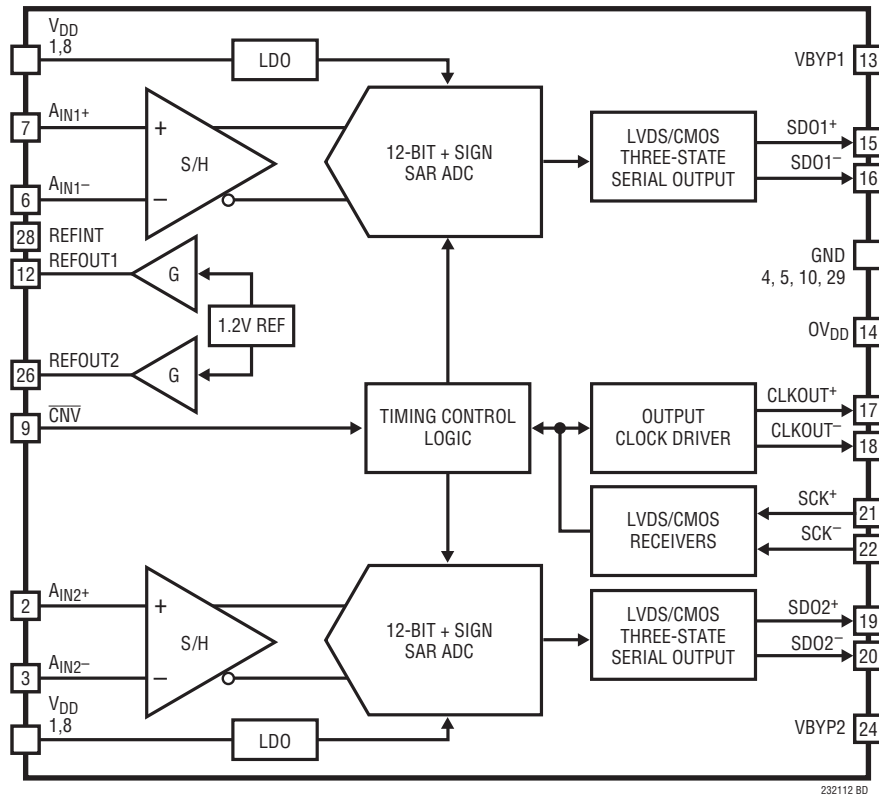 VDD
1,8
LDO
VBYP1 13
7 AIN1+
+
S/H
12-BIT + SIGN
SAR ADC
LVDS/CMOS
THREE-STATE
SERIAL OUTPUT
SDO1+ 15
SDO1– 16
6 AIN1–
–
28 REFINT
12 REFOUT1
G
1.2V REF
GND
4, 5, 10, 29
OVDD 14
26 REFOUT2
G
9 CNV
TIMING CONTROL
LOGIC
OUTPUT
CLOCK DRIVER
CLKOUT+ 17
CLKOUT– 18
LVDS/CMOS
RECEIVERS
SCK+ 21
SCK– 22
2 AIN2+
+
S/H
12-BIT + SIGN
SAR ADC
LVDS/CMOS
THREE-STATE
SERIAL OUTPUT
SDO2+ 19
SDO2– 20
3 AIN2–
–
VDD
1,8
LDO
VBYP2 24
232112 BD